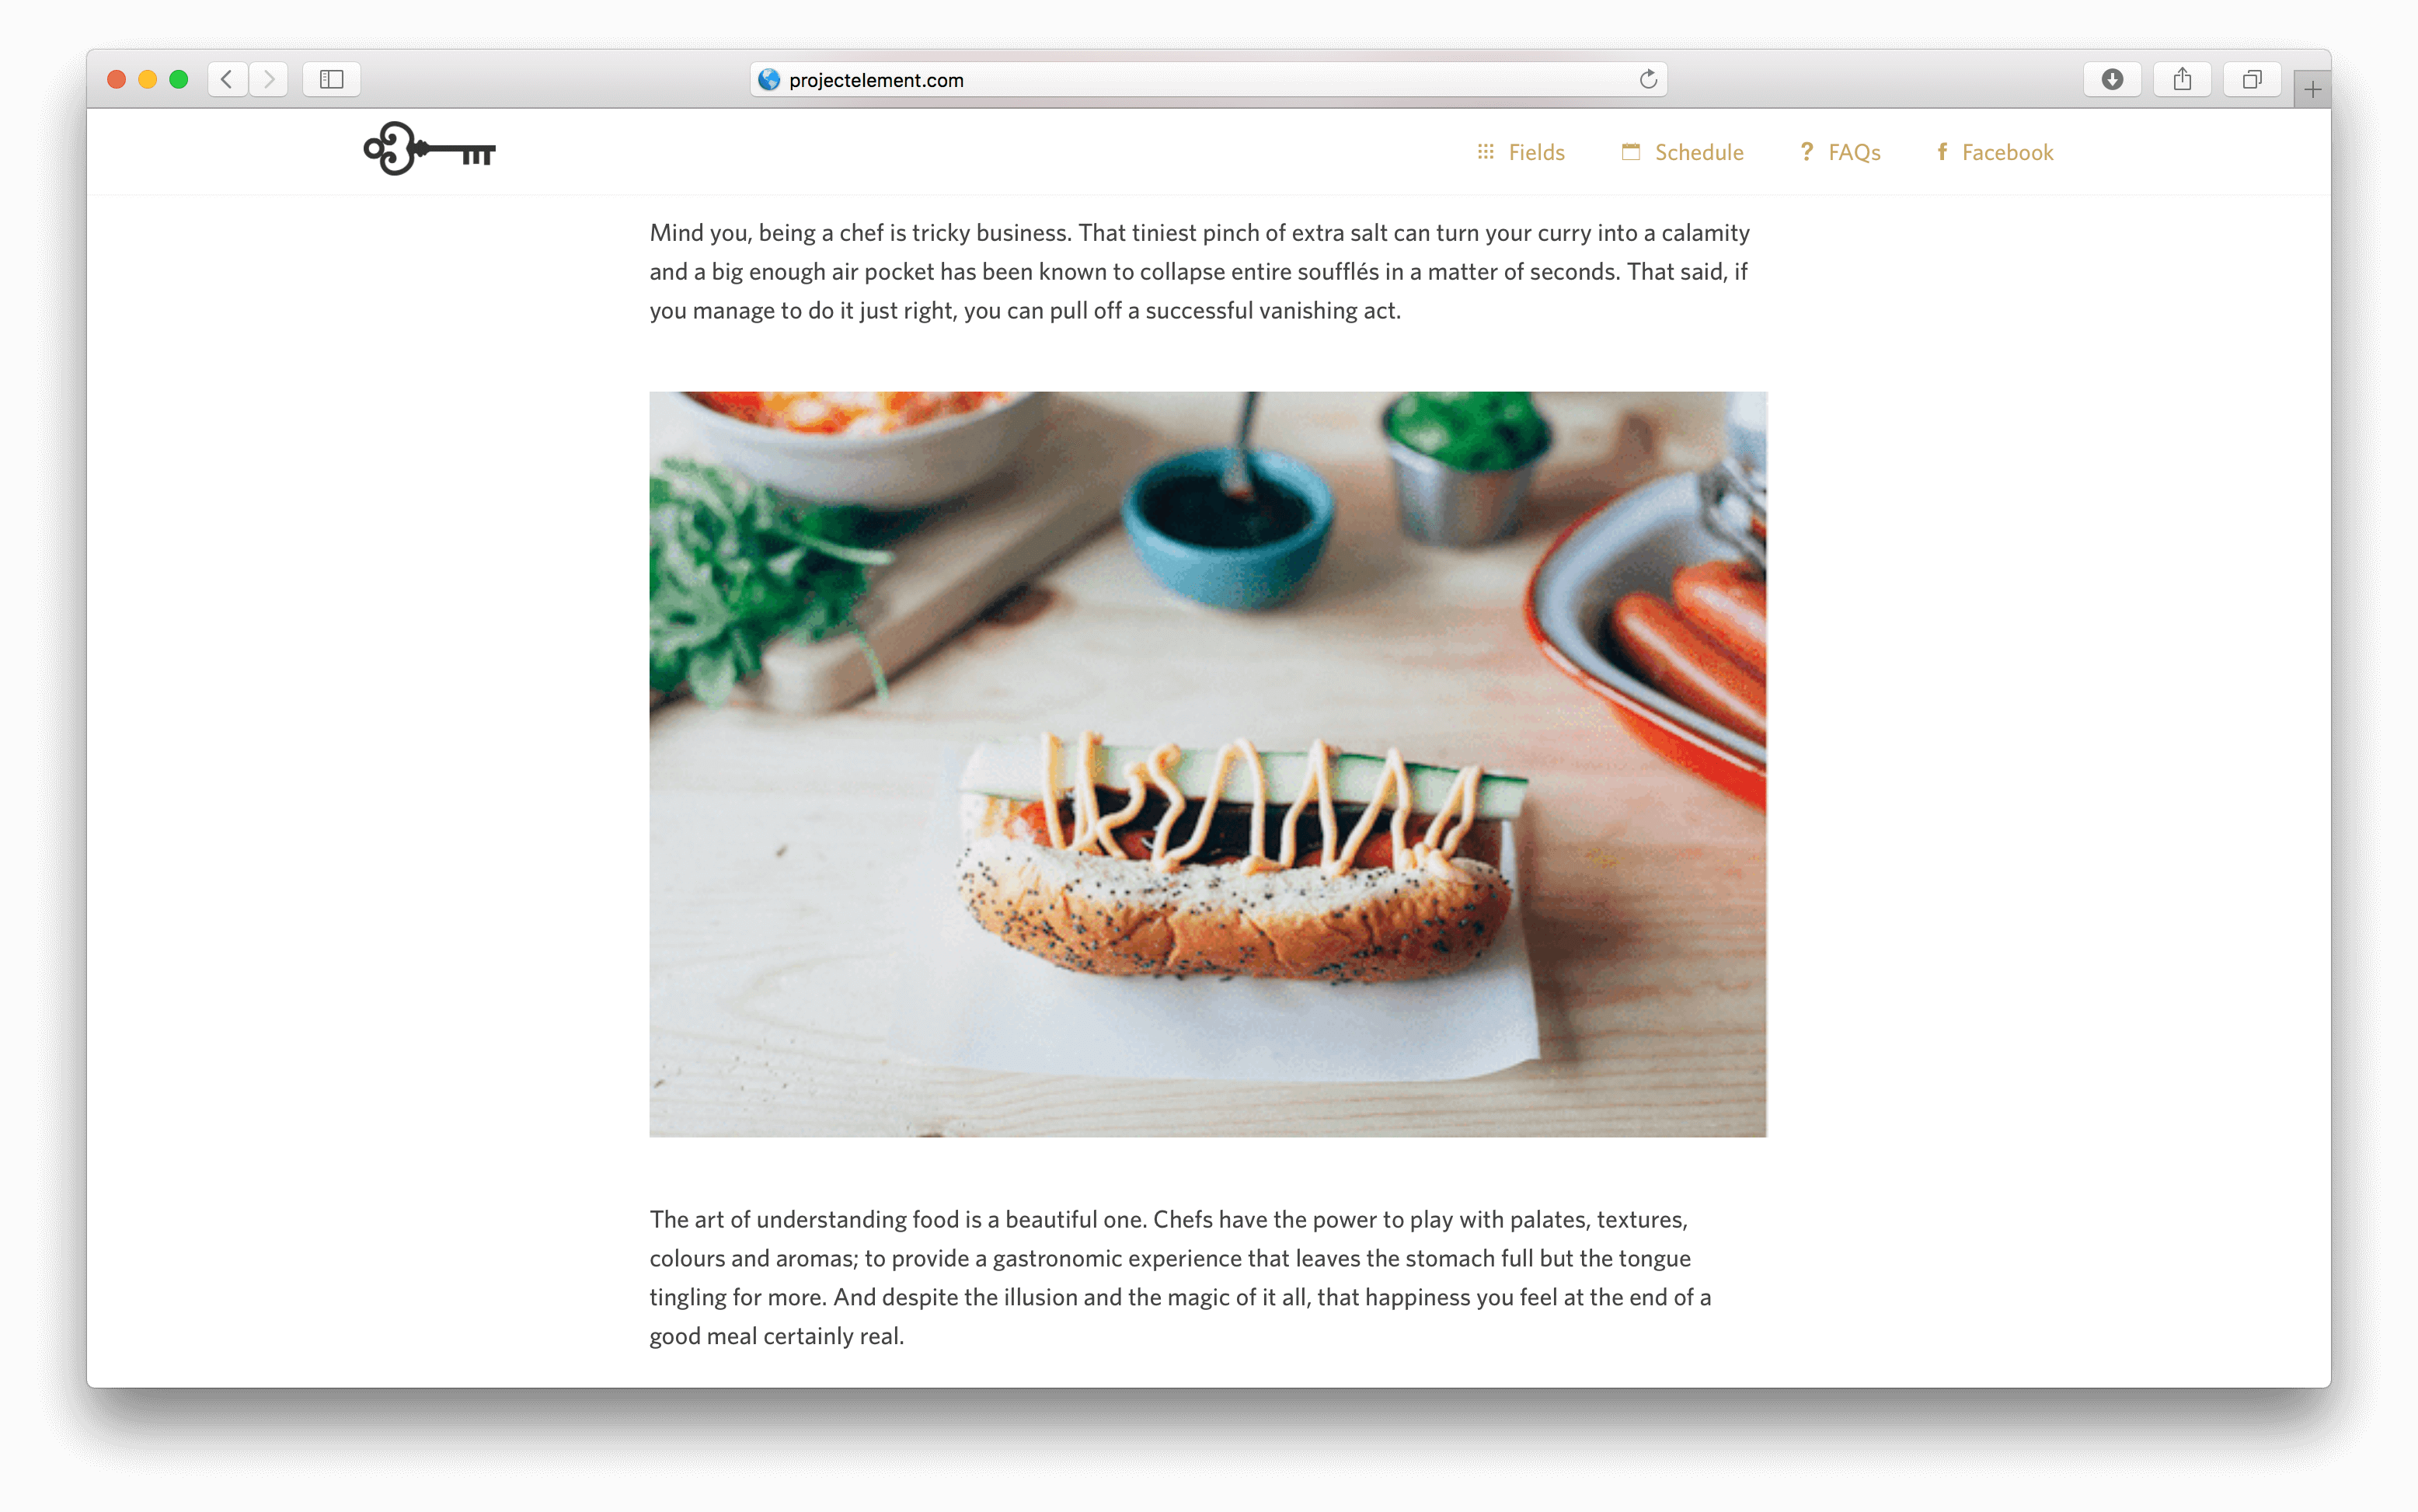 projectelement.com
Fields Schedule ? FAQs f Facebook
Mind you, being a chef is tricky business. That tiniest pinch of extra salt can turn your curry into a calamity
and a big enough air pocket has been known to collapse entire soufflés in a matter of seconds. That said, if
you manage to do it just right, you can pull off a successful vanishing act.
The art of understanding food is a beautiful one. Chefs have the power to play with palates, textures,
colours and aromas; to provide a gastronomic experience that leaves the stomach full but the tongue
tingling for more. And despite the illusion and the magic of it all, that happiness you feel at the end of a
good meal certainly real.